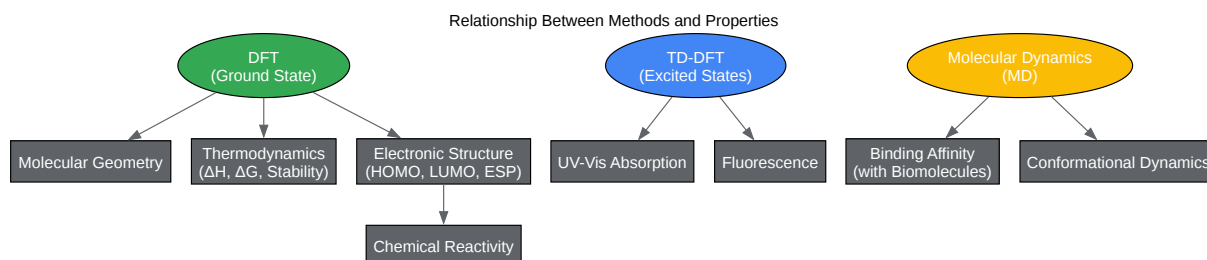 Relationship Between Methods and Properties
DFT
(Ground State)
TD-DFT
(Excited States)
Molecular Dynamics
(MD)
Molecular Geometry
Thermodynamics
(ΔH, ΔG, Stability)
Electronic Structure
(HOMO, LUMO, ESP)
UV-Vis Absorption
Fluorescence
Binding Affinity
(with Biomolecules)
Conformational Dynamics
Chemical Reactivity